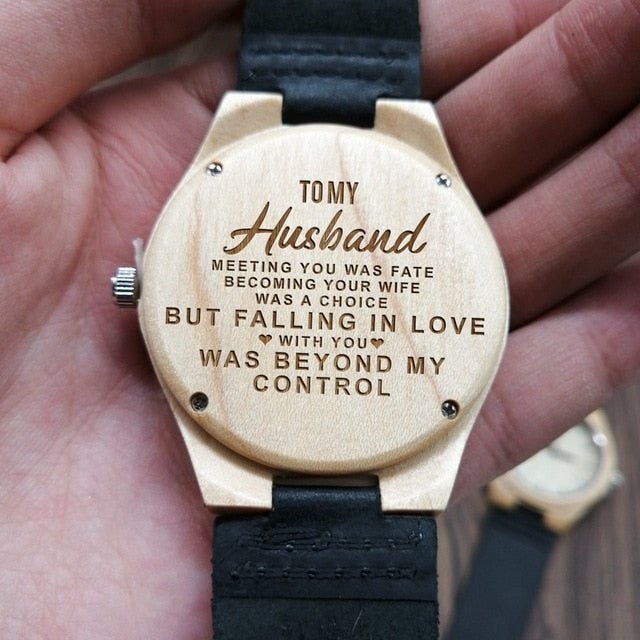 TO MY
Husband
MEETING YOU WAS FATE
BECOMING YOUR WIFE
WAS A CHOICE
BUT FALLING IN LOVE
♥ WITH YOU ♥
WAS BEYOND MY
CONTROL